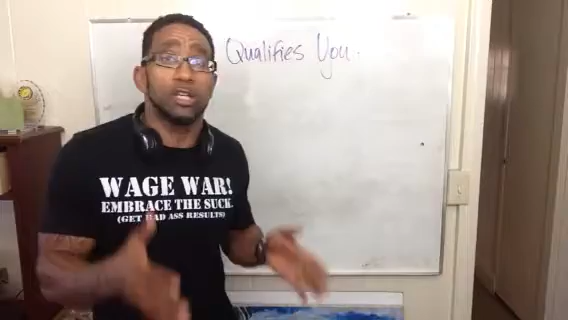 Qualifies You.
WAGE WAR!
EMBRACE THE SUCK.
(GET BAD ASS RESULTS)